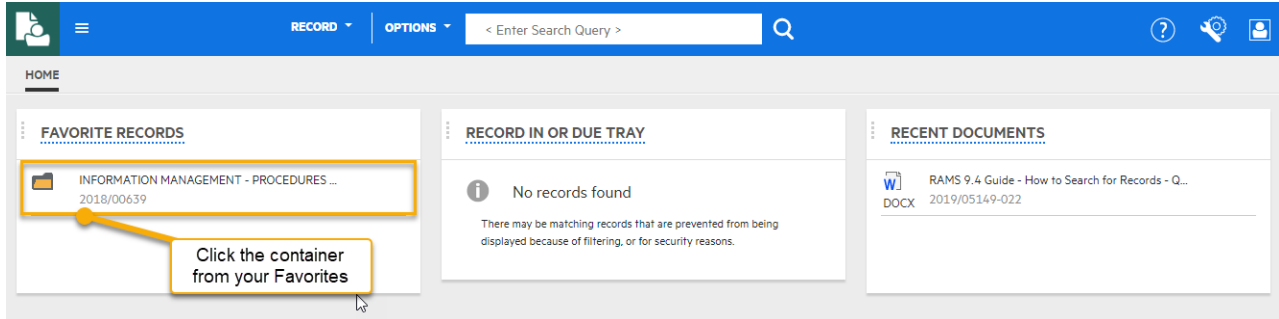 RECORD
OPTIONS
< Enter Search Query >
?
HOME
FAVORITE RECORDS
INFORMATION MANAGEMENT - PROCEDURES ...
2018/00639
Click the container
from your Favorites
RECORD IN OR DUE TRAY
No records found
There may be matching records that are prevented from being
displayed because of filtering, or for security reasons.
RECENT DOCUMENTS
W
DOCX
RAMS 9.4 Guide - How to Search for Records - Q...
2019/05149-022